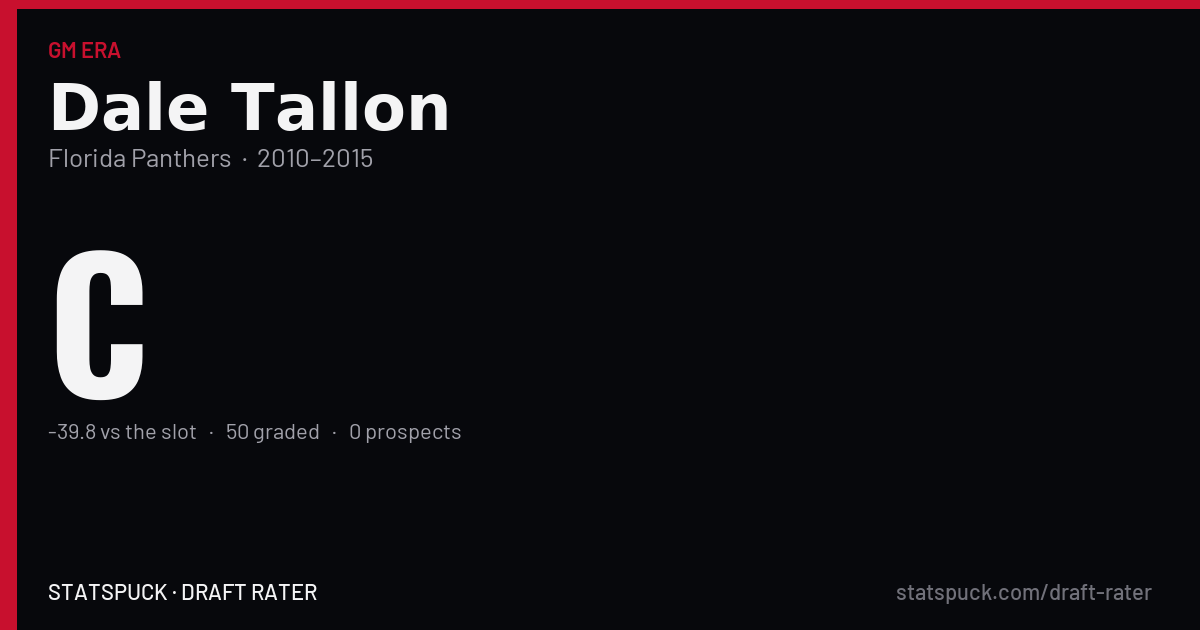 GM ERA
Dale Tallon
Florida Panthers · 2010–2015
C
-39.8 vs the slot · 50 graded · 0 prospects
STATSPUCK · DRAFT RATER
statspuck.com/draft-rater